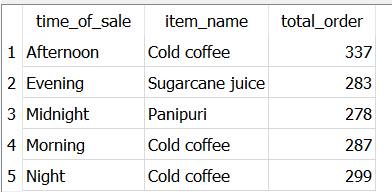 time_of_sale item_name total_order
1 Afternoon Cold coffee 337
2 Evening Sugarcane juice 283
3 Midnight Panipuri 278
4 Morning Cold coffee 287
5 Night Cold coffee 299